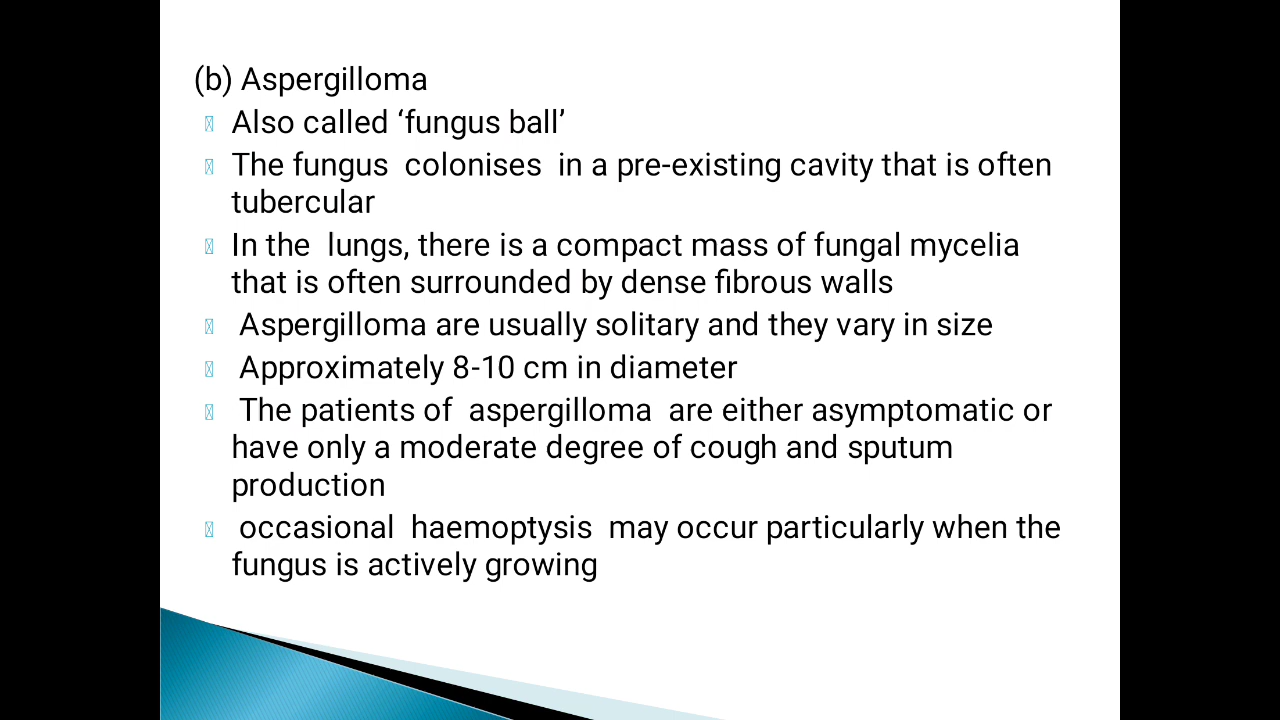 (b) Aspergilloma
Also called ‘fungus ball’
The fungus  colonises  in a pre-existing cavity that is often
tubercular
In the  lungs, there is a compact mass of fungal mycelia
that is often surrounded by dense fibrous walls
Aspergilloma are usually solitary and they vary in size
Approximately 8-10 cm in diameter
The patients of  aspergilloma  are either asymptomatic or
have only a moderate degree of cough and sputum
production
occasional  haemoptysis  may occur particularly when the
fungus is actively growing